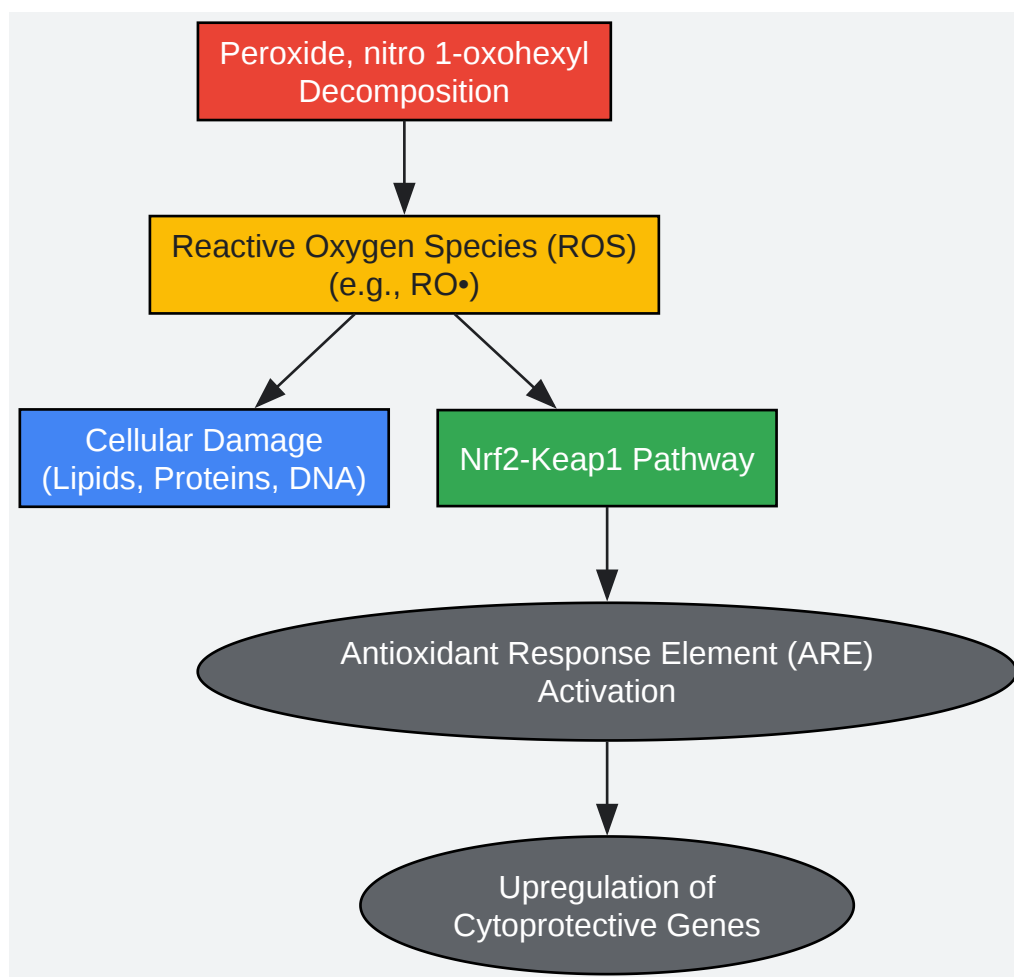 Peroxide, nitro 1-oxohexyl
Decomposition
Reactive Oxygen Species (ROS)
(e.g., RO•)
Cellular Damage
(Lipids, Proteins, DNA)
Nrf2-Keap1 Pathway
Antioxidant Response Element (ARE)
Activation
Upregulation of
Cytoprotective Genes